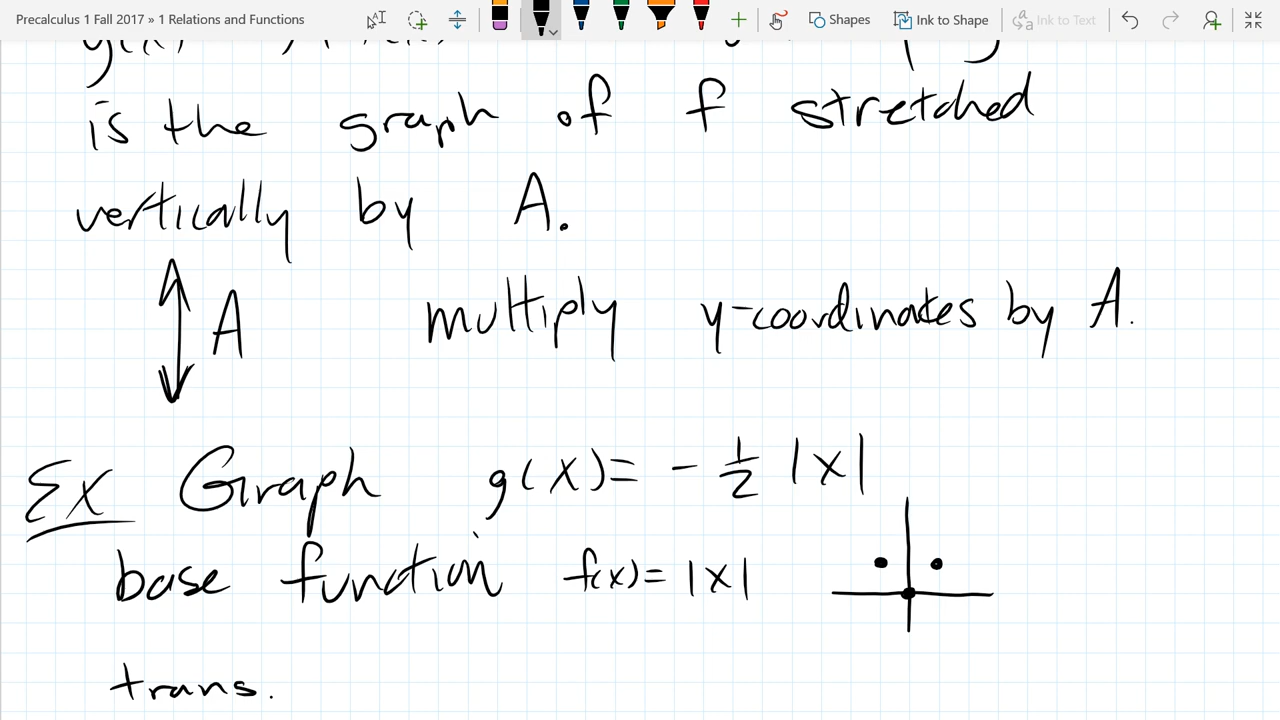 Precalculus 1 Fall 2017 » 1 Relations and Functions
Shapes
Ink to Shape
Ink to Text
g(x)
is the graph of f stretched
vertically by A.
A multiply y-coordinates by A.
Ex Graph g(x) = - 1/2 |x|
base function f(x) = |x|
trans.